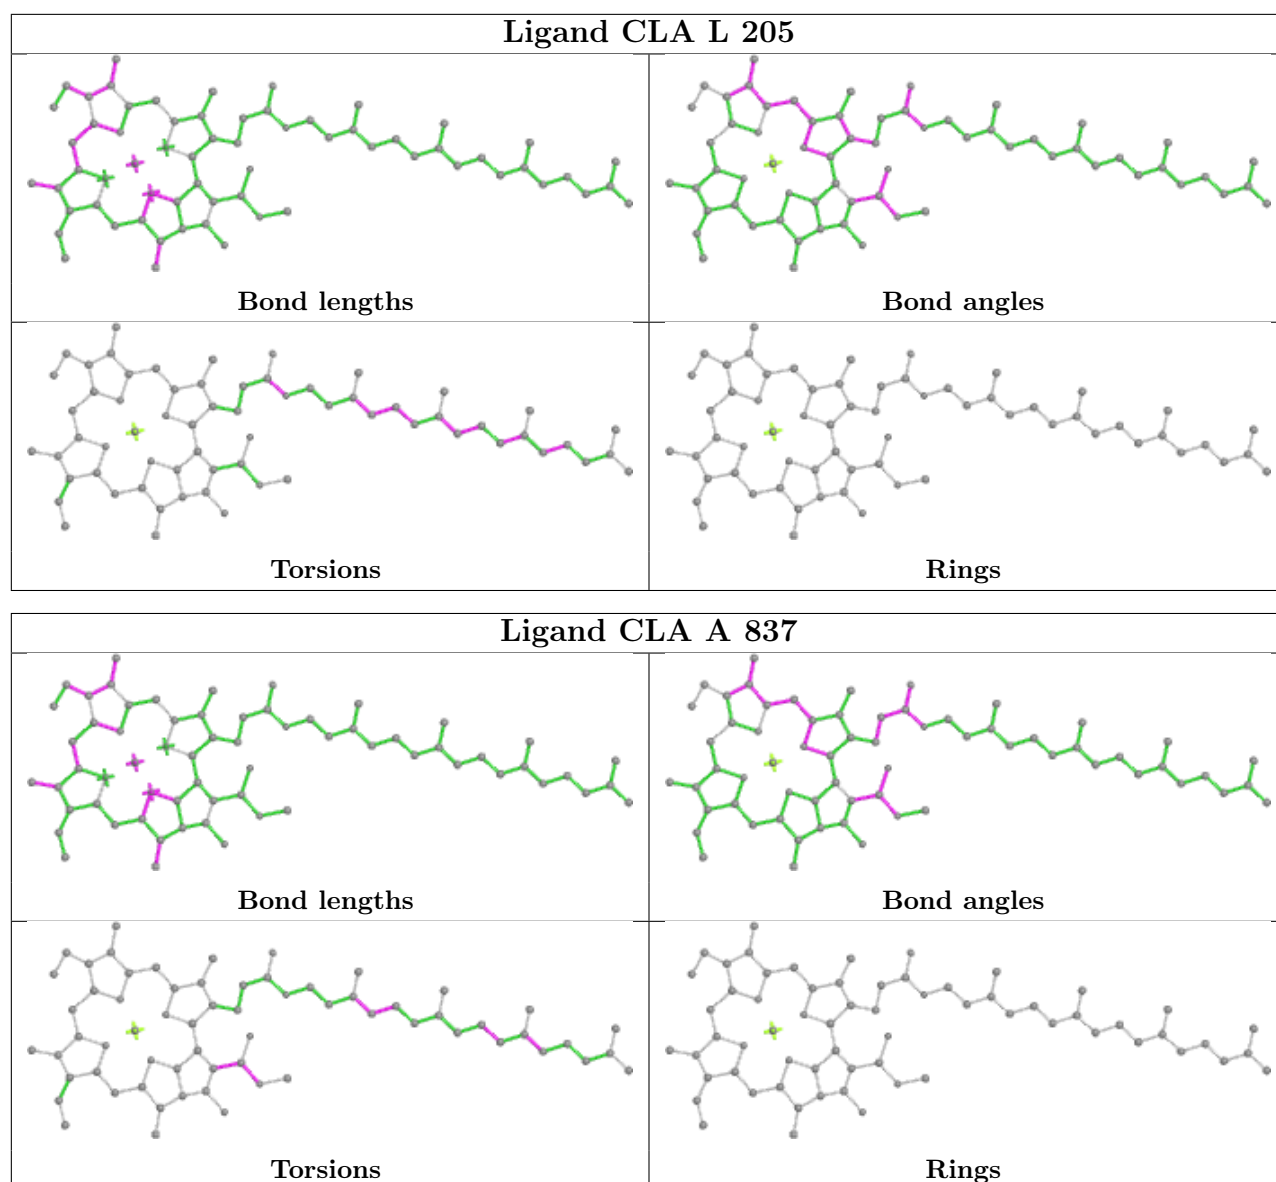 Ligand CLA L 205
Bond lengths
Bond angles
Torsions
Rings
Ligand CLA A 837
Bond lengths
Bond angles
Torsions
Rings